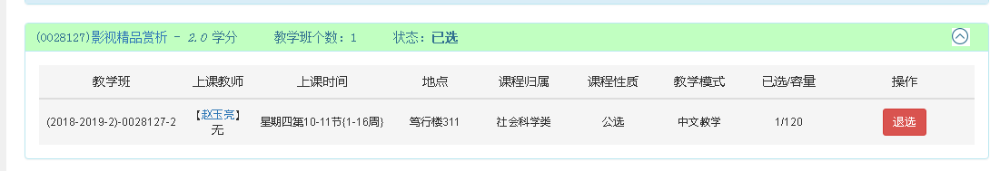 (0028127)影视精品赏析 - 2.0 学分 教学班个数：1 状态：已选
教学班 上课教师 上课时间 地点 课程归属 课程性质 教学模式 已选/容量 操作
(2018-2019-2)-0028127-2 【赵玉亮】 星期四第10-11节{1-16周} 笃行楼311 社会科学类 公选 中文教学 1/120 退选
无